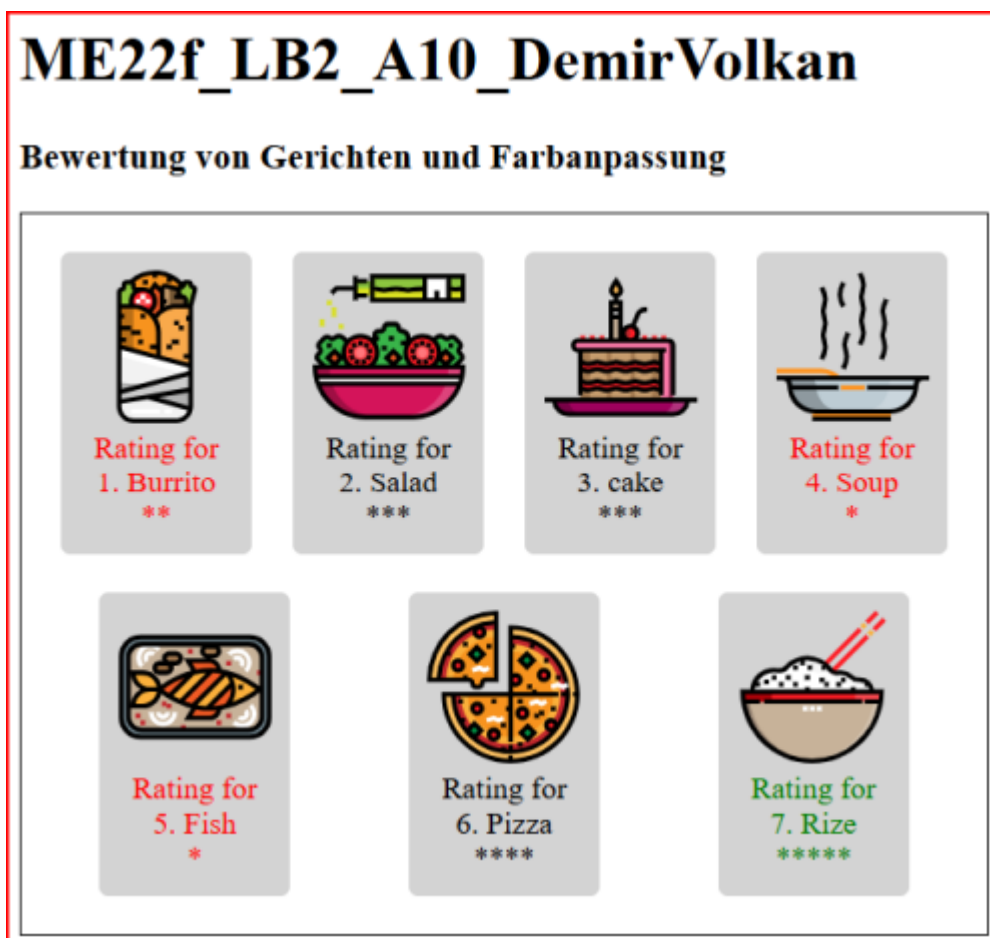 ME22f_LB2_A10_DemirVolkan
Bewertung von Gerichten und Farbanpassung
Rating for
1. Burrito
**
Rating for
2. Salad
***
Rating for
3. cake
***
Rating for
4. Soup
*
Rating for
5. Fish
*
Rating for
6. Pizza
****
Rating for
7. Rize
*****